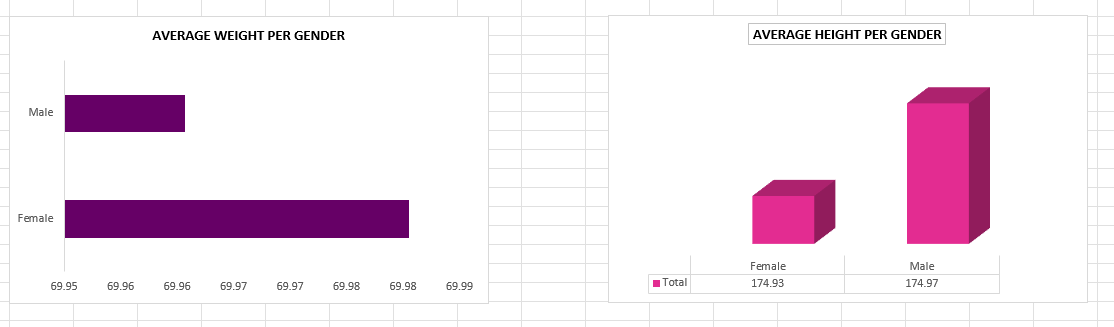 AVERAGE WEIGHT PER GENDER
Male
Female
69.95 69.96 69.96 69.97 69.97 69.98 69.98 69.99
AVERAGE HEIGHT PER GENDER
Female Male
Total 174.93 174.97